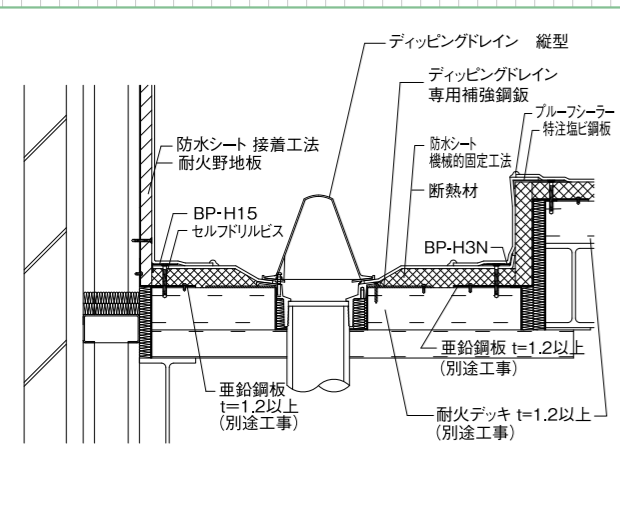 ディッピングドレイン 縦型
ディッピングドレイン
専用補強鋼鈑
プルーフシーラー
特注塩ビ鋼板
防水シート 接着工法
耐火野地板
防水シート
機械的固定工法
断熱材
BP-H15
セルフドリルビス
BP-H3N
亜鉛鋼板 t=1.2以上
(別途工事)
亜鉛鋼板
t=1.2以上
(別途工事)
耐火デッキ t=1.2以上
(別途工事)